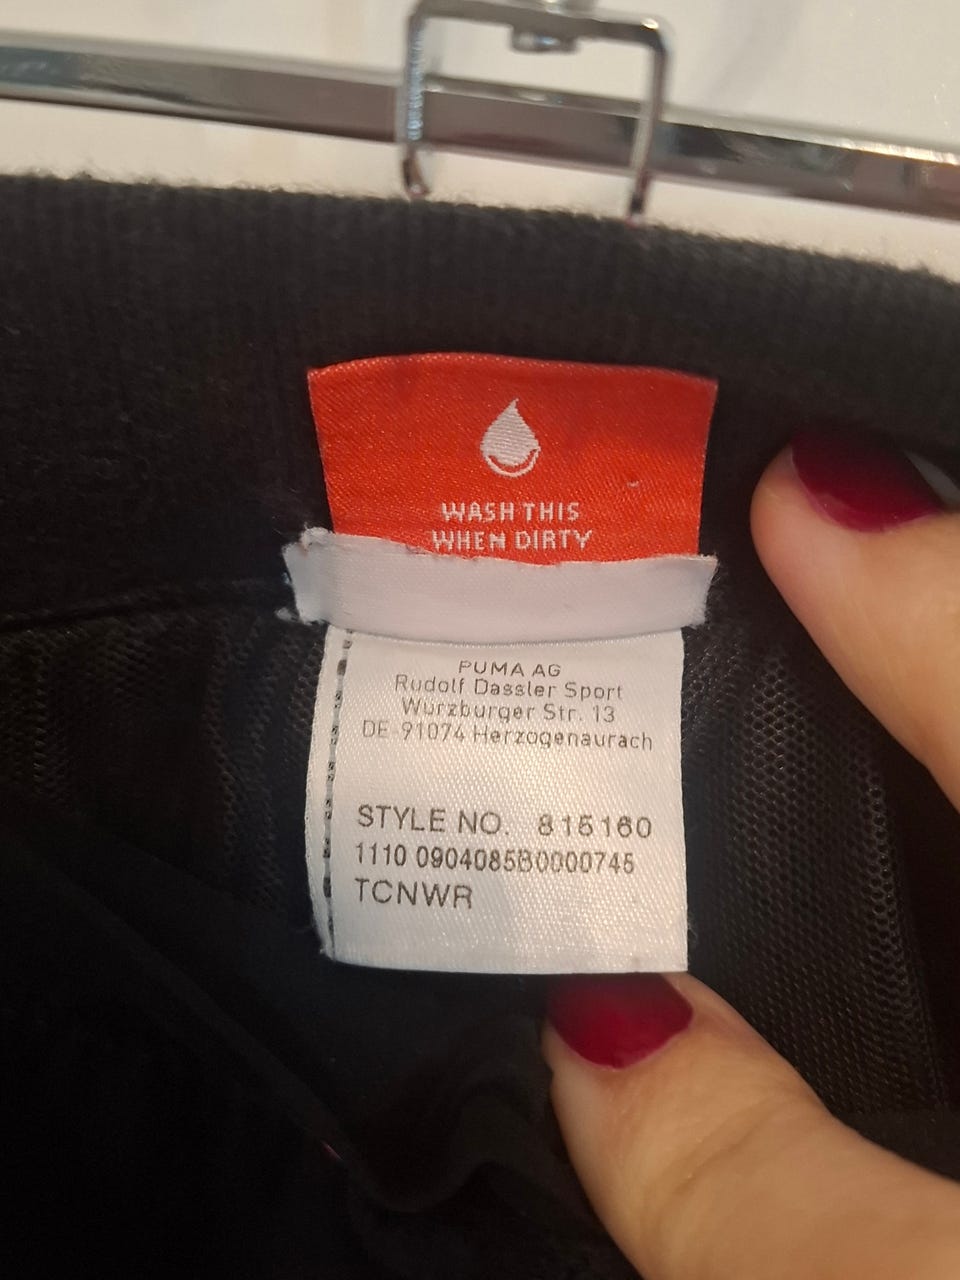 WASH THIS
WHEN DIRTY
PUMA AG
Rudolf Dassler Sport
Würzburger Str. 13
DE-91074 Herzogenaurach
STYLE NO. 815160
1110 0904085B0000745
TCNWR